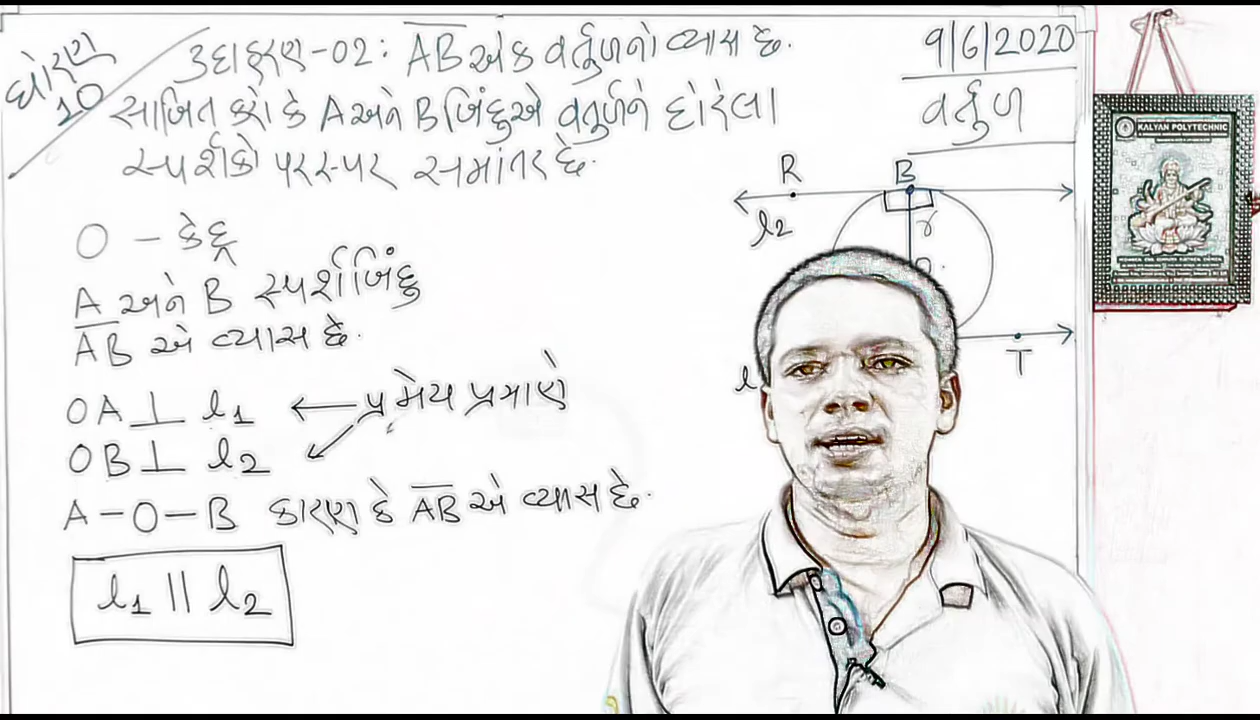 ધોરણ 10
ઉદાહરણ-02: AB એક વર્તુળનો વ્યાસ છે.
સાબિત કરો કે A અને B બિંદુએ વર્તુળને દોરેલા
સ્પર્શકો પરસ્પર સમાંતર છે.
9/6/2020
વર્તુળ
O - કેન્દ્ર
A અને B સ્પર્શબિંદુ
AB એ વ્યાસ છે.
OA ⊥ l1 ← પ્રમેય પ્રમાણે
OB ⊥ l2
A-O-B કારણ કે AB એ વ્યાસ છે.
l1 || l2
R B
l2 r
T
l
KALYAN POLYTECHNIC